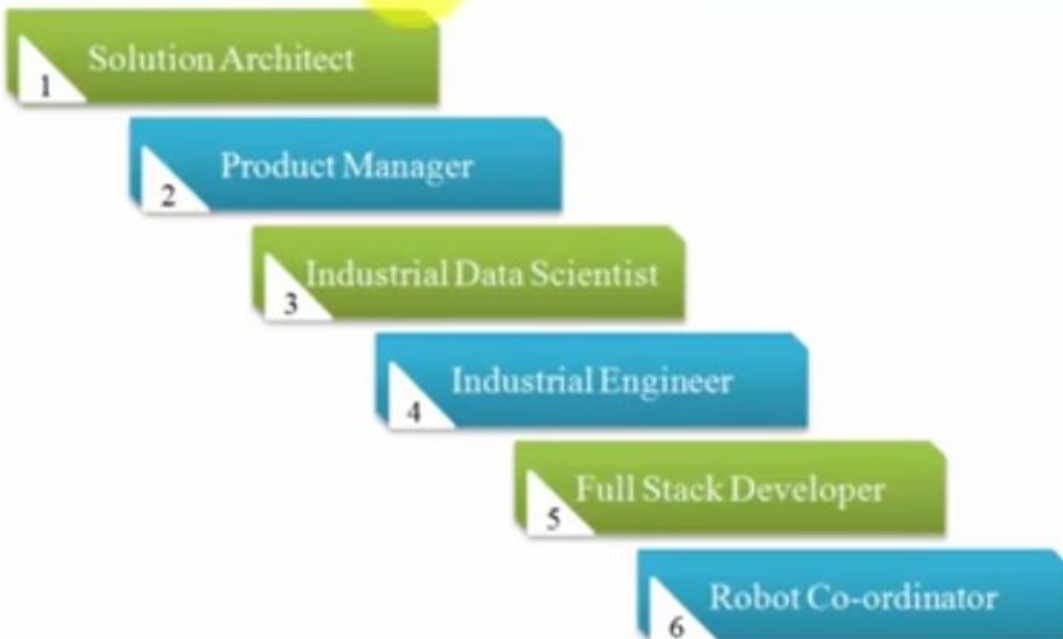 Solution Architect
1
Product Manager
2
Industrial Data Scientist
3
Industrial Engineer
4
Full Stack Developer
5
Robot Co-ordinator
6